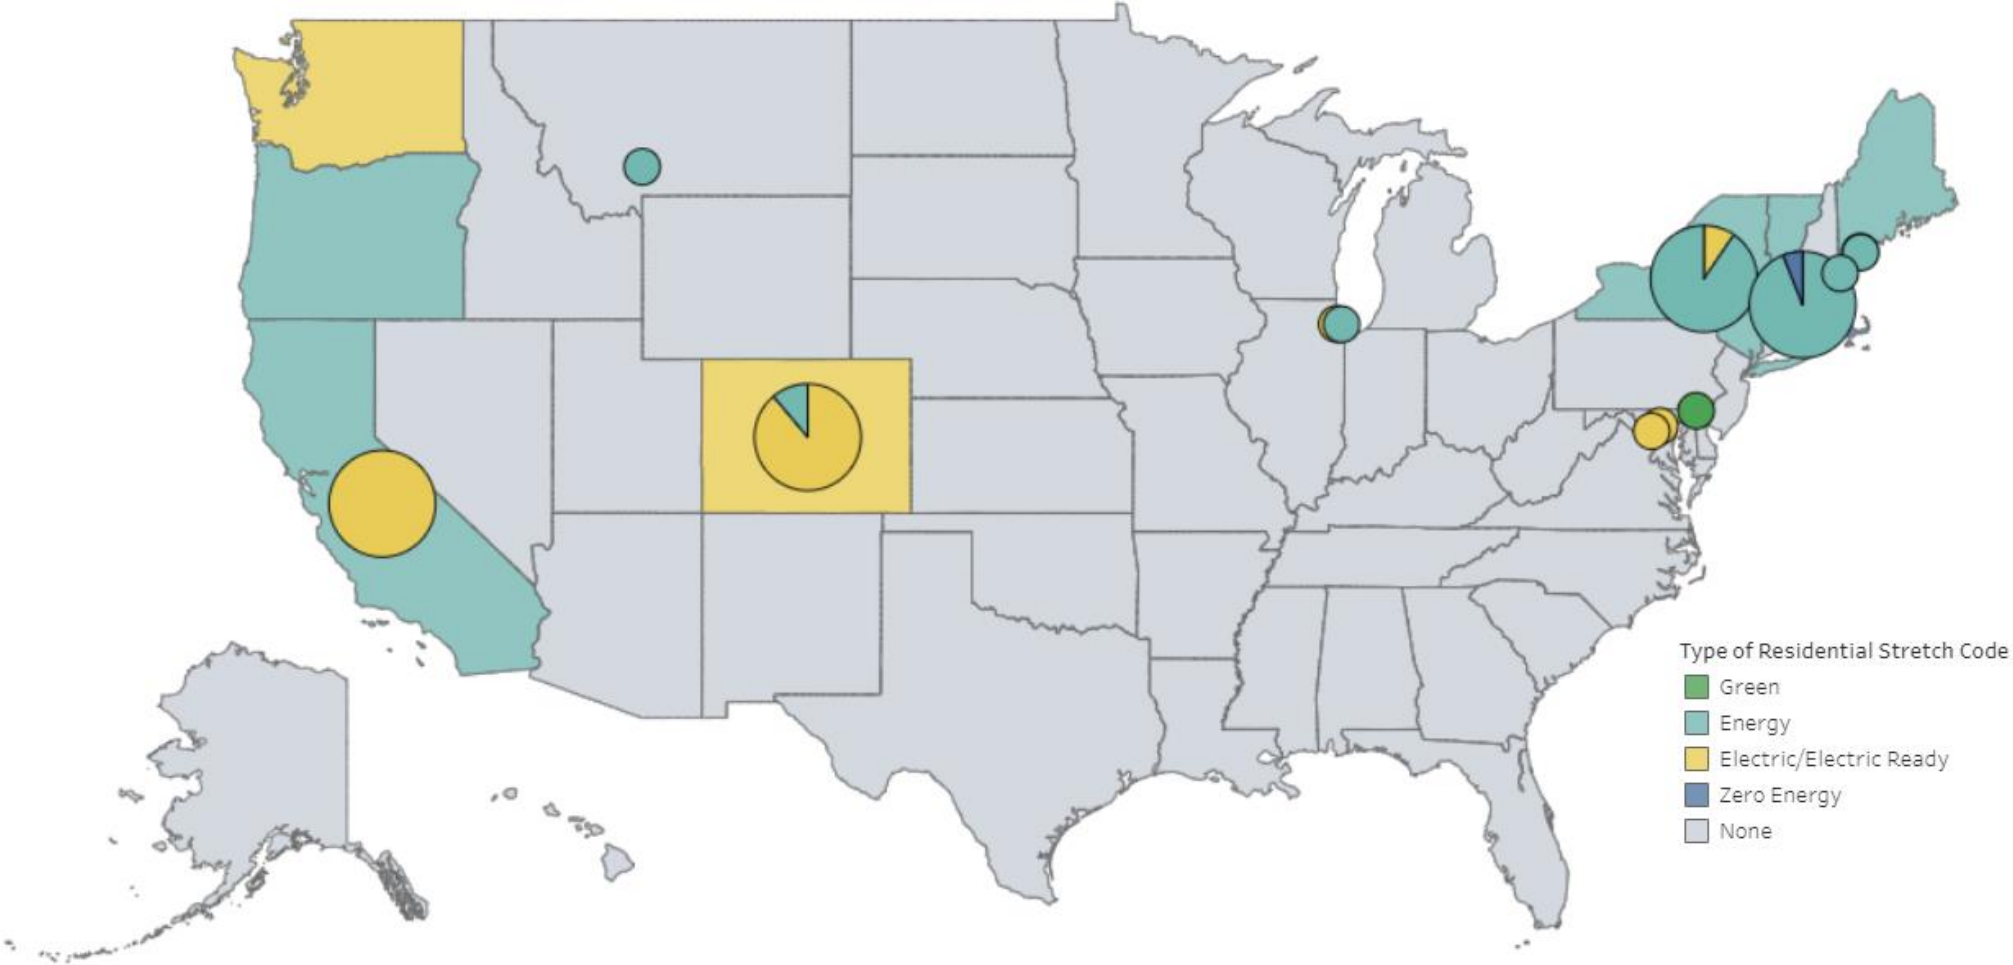 Type of Residential Stretch Code
Green
Energy
Electric/Electric Ready
Zero Energy
None